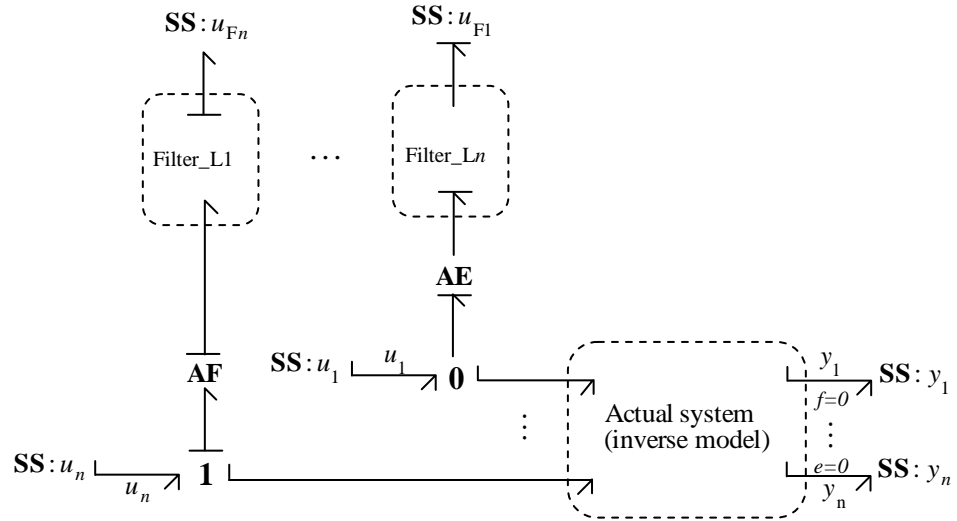 SS: u_Fn
SS: u_F1
Filter_L1
...
Filter_Ln
AE
AF
SS: u_1
u_1
0
y_1
SS: y_1
f=0
Actual system
(inverse model)
SS: u_n
u_n
1
e=0
y_n
SS: y_n